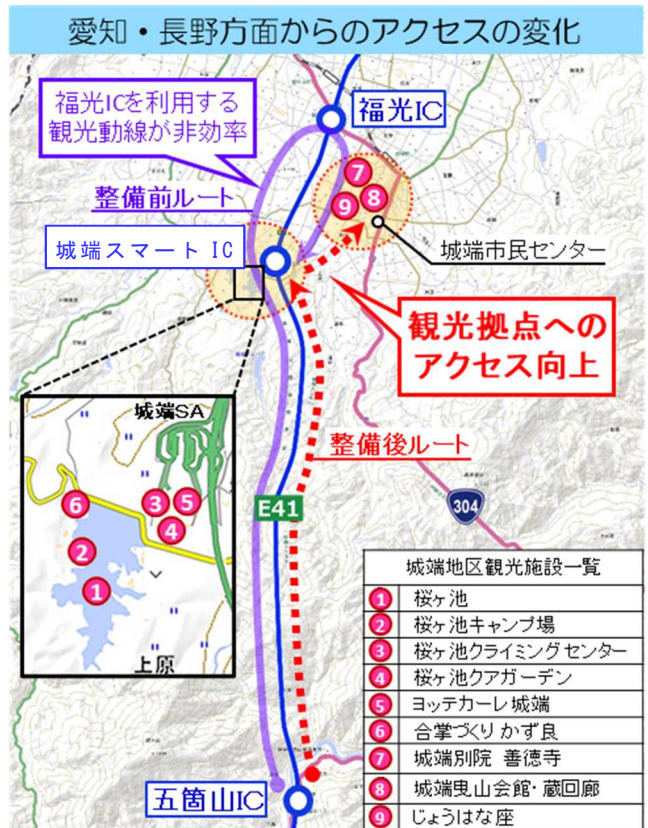 愛知・長野方面からのアクセスの変化
福光ICを利用する
観光動線が非効率
福光IC
整備前ルート
7
8
9
城端スマートIC
城端市民センター
観光拠点への
アクセス向上
城端SA
整備後ルート
6
3
5
4
2
1
上原
E41
304
五箇山IC
城端地区観光施設一覧
1 桜ヶ池
2 桜ヶ池キャンプ場
3 桜ヶ池クライミングセンター
4 桜ヶ池クアガーデン
5 ヨッテカーレ城端
6 合掌づくり かず良
7 城端別院 善徳寺
8 城端曳山会館・蔵回廊
9 じょうはな座